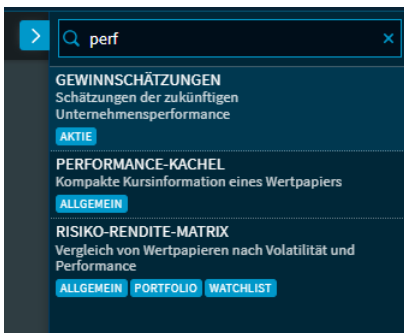 perf
GEWINNSCHÄTZUNGEN
Schätzungen der zukünftigen
Unternehmensperformance
AKTIE
PERFORMANCE-KACHEL
Kompakte Kursinformation eines Wertpapiers
ALLGEMEIN
RISIKO-RENDITE-MATRIX
Vergleich von Wertpapieren nach Volatilität und
Performance
ALLGEMEIN PORTFOLIO WATCHLIST